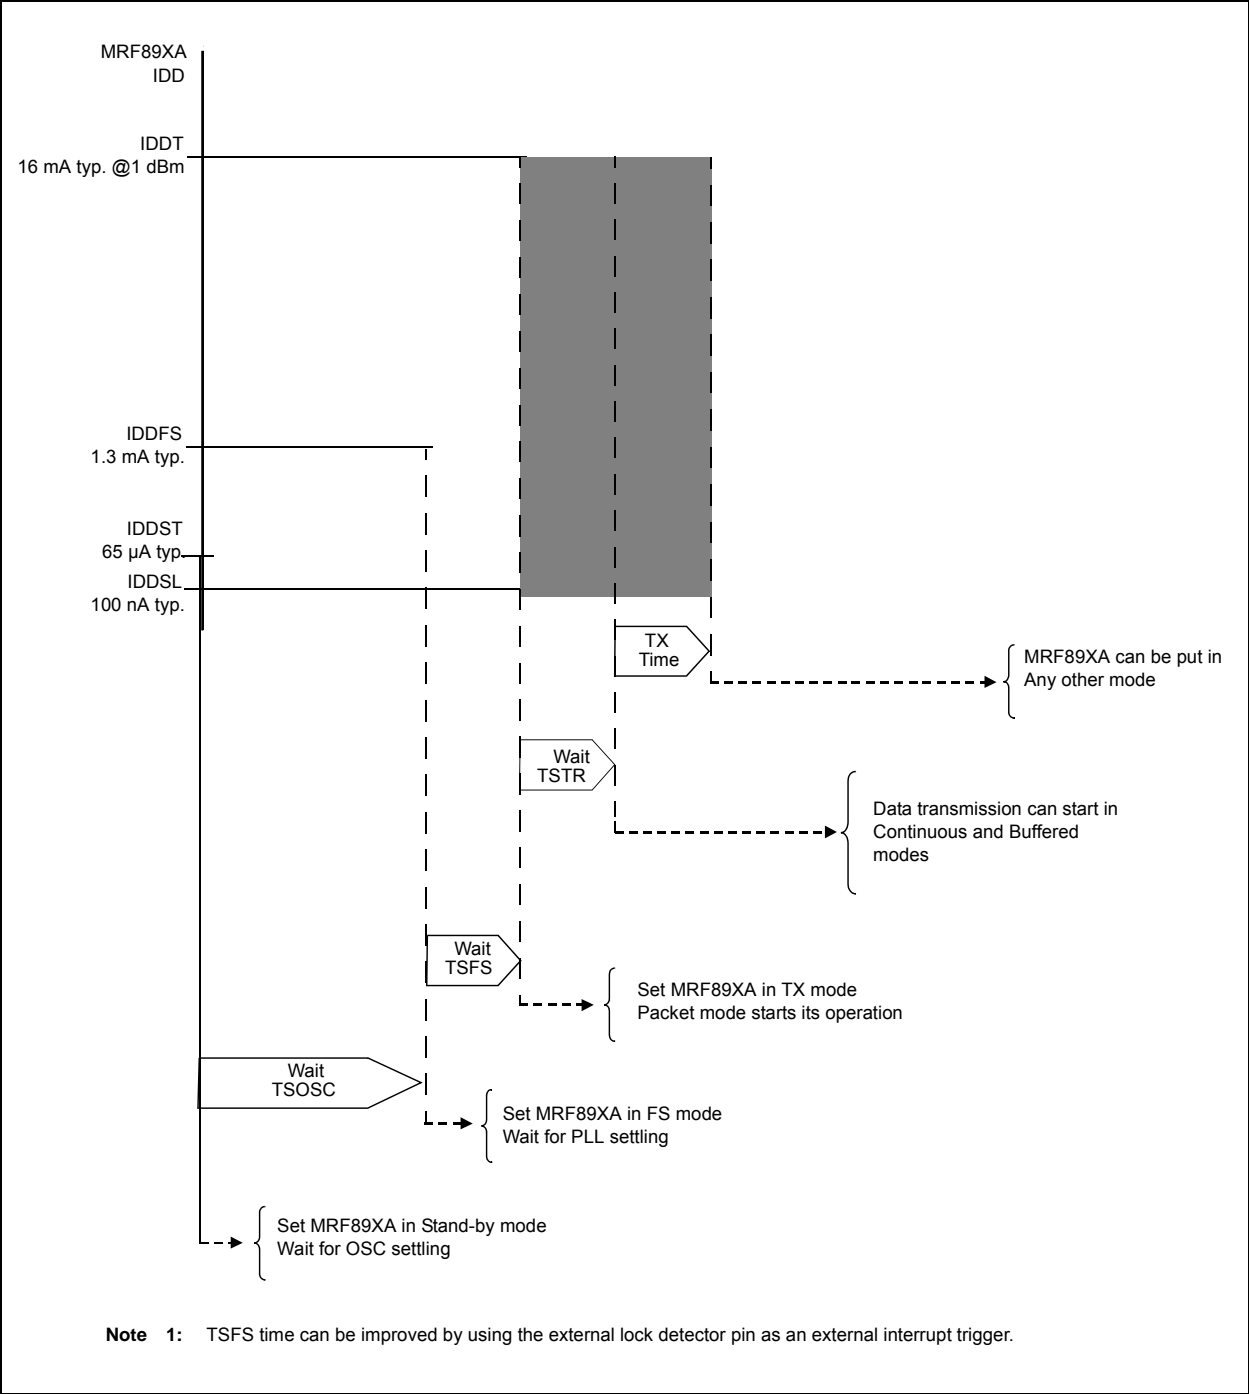 MRF89XA
IDD
IDDT
16 mA typ. @1 dBm
IDDFS
1.3 mA typ.
IDDST
65 µA typ.
IDDSL
100 nA typ.
TX
Time
MRF89XA can be put in
Any other mode
Wait
TSTR
Data transmission can start in
Continuous and Buffered
modes
Wait
TSFS
Set MRF89XA in TX mode
Packet mode starts its operation
Wait
TSOSC
Set MRF89XA in FS mode
Wait for PLL settling
Set MRF89XA in Stand-by mode
Wait for OSC settling
Note 1: TSFS time can be improved by using the external lock detector pin as an external interrupt trigger.